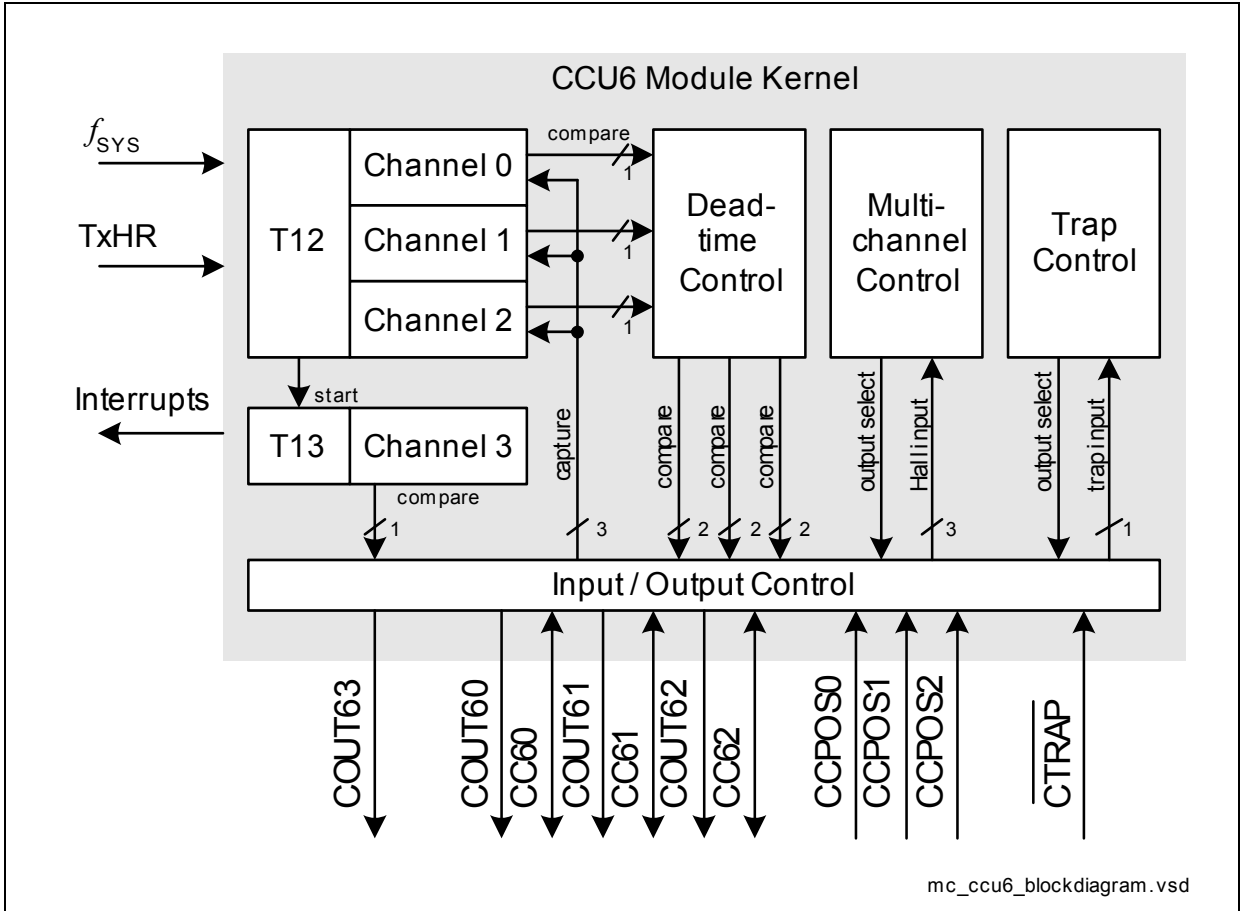 CCU6 Module Kernel
fSYS
TxHR
Interrupts
T12
Channel 0
Channel 1
Channel 2
compare
1
1
1
Dead-
time
Control
Multi-
channel
Control
Trap
Control
start
T13
Channel 3
compare
1
capture
3
compare
2
compare
2
compare
2
output select
Hall input
3
output select
trap input
1
Input / Output Control
COUT63
COUT60
CC60
COUT61
CC61
COUT62
CC62
CCPOS0
CCPOS1
CCPOS2
CTRAP
mc_ccu6_blockdiagram.vsd